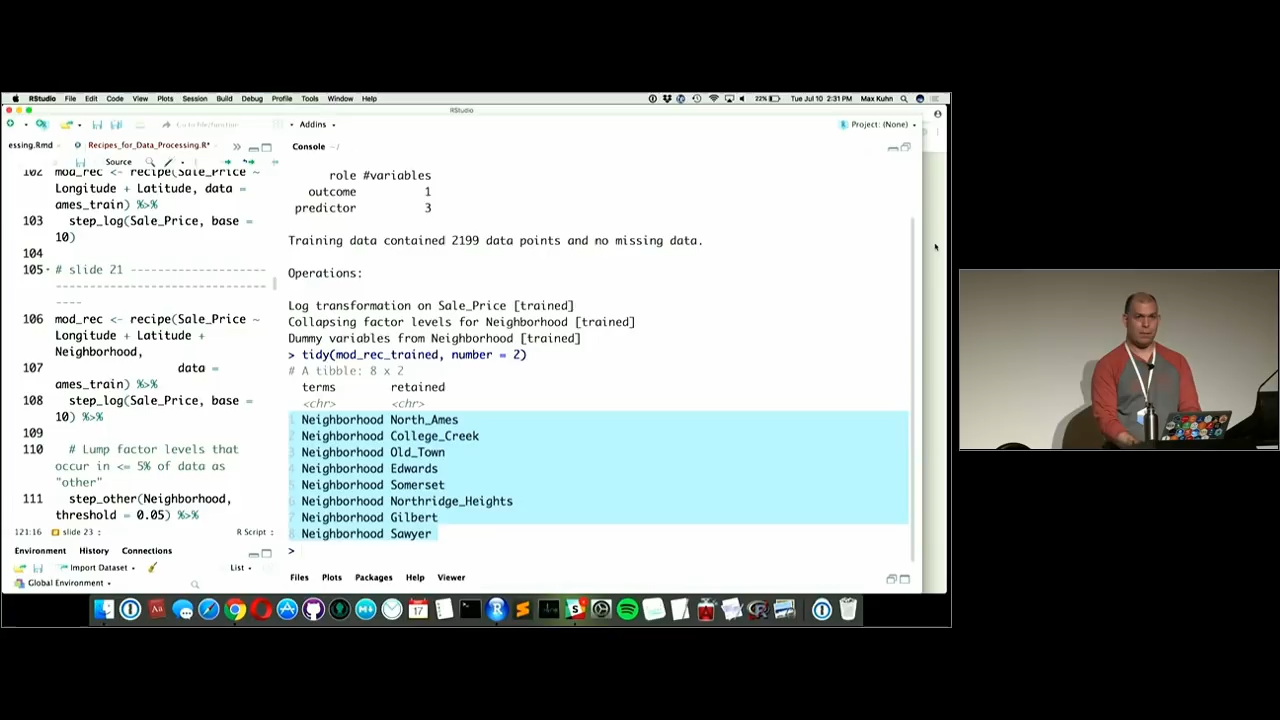 RStudio File Edit Code View Plots Session Build Debug Profile Tools Window Help 22% Tue Jul 10 2:31 PM Max Kuhn
RStudio
Go to file/function Addins Project: (None)
essing.Rmd Recipes_for_Data_Processing.R*
Source
102 mod_rec <- recipe(Sale_Price ~
Longitude + Latitude, data =
ames_train) %>%
103 step_log(Sale_Price, base =
10)
104
105 # slide 21 -------------------
------------------------------
----
106 mod_rec <- recipe(Sale_Price ~
Longitude + Latitude +
Neighborhood,
107 data =
ames_train) %>%
108 step_log(Sale_Price, base =
10) %>%
109
110 # Lump factor levels that
occur in <= 5% of data as
"other"
111 step_other(Neighborhood,
threshold = 0.05) %>%
121:16 slide 23 R Script
Environment History Connections
Import Dataset List
Global Environment
Console ~/
role #variables
outcome 1
predictor 3
Training data contained 2199 data points and no missing data.
Operations:
Log transformation on Sale_Price [trained]
Collapsing factor levels for Neighborhood [trained]
Dummy variables from Neighborhood [trained]
> tidy(mod_rec_trained, number = 2)
# A tibble: 8 x 2
terms retained
<chr> <chr>
1 Neighborhood North_Ames
2 Neighborhood College_Creek
3 Neighborhood Old_Town
4 Neighborhood Edwards
5 Neighborhood Somerset
6 Neighborhood Northridge_Heights
7 Neighborhood Gilbert
8 Neighborhood Sawyer
>
Files Plots Packages Help Viewer